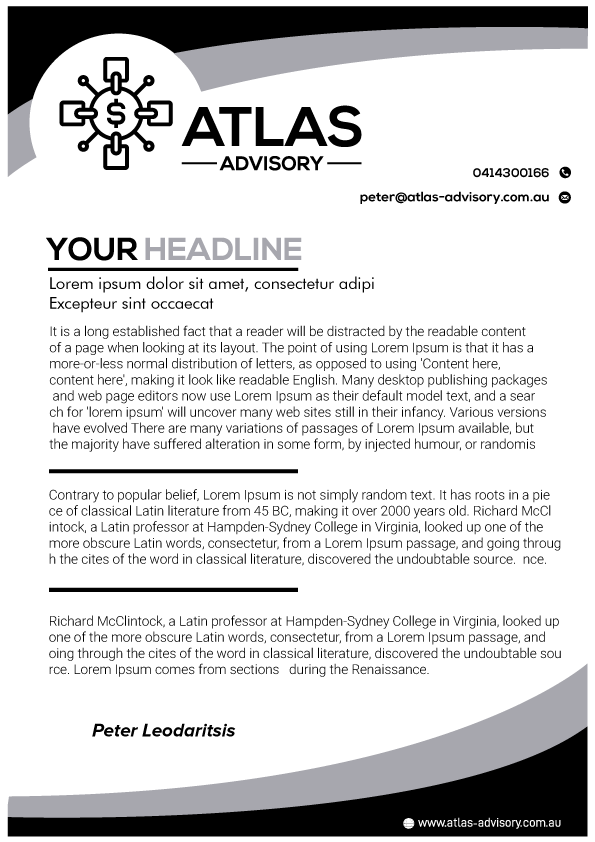 $
ATLAS
ADVISORY
0414300166
peter@atlas-advisory.com.au
YOUR HEADLINE
Lorem ipsum dolor sit amet, consectetur adipi
Excepteur sint occaecat
It is a long established fact that a reader will be distracted by the readable content
of a page when looking at its layout. The point of using Lorem Ipsum is that it has a
more-or-less normal distribution of letters, as opposed to using 'Content here,
content here', making it look like readable English. Many desktop publishing packages
and web page editors now use Lorem Ipsum as their default model text, and a sear
ch for 'lorem ipsum' will uncover many web sites still in their infancy. Various versions
have evolved There are many variations of passages of Lorem Ipsum available, but
the majority have suffered alteration in some form, by injected humour, or randomis
Contrary to popular belief, Lorem Ipsum is not simply random text. It has roots in a pie
ce of classical Latin literature from 45 BC, making it over 2000 years old. Richard McCl
intock, a Latin professor at Hampden-Sydney College in Virginia, looked up one of the
more obscure Latin words, consectetur, from a Lorem Ipsum passage, and going throug
h the cites of the word in classical literature, discovered the undoubtable source. nce.
Richard McClintock, a Latin professor at Hampden-Sydney College in Virginia, looked up
one of the more obscure Latin words, consectetur, from a Lorem Ipsum passage, and
oing through the cites of the word in classical literature, discovered the undoubtable sou
rce. Lorem Ipsum comes from sections during the Renaissance.
Peter Leodaritsis
www.atlas-advisory.com.au